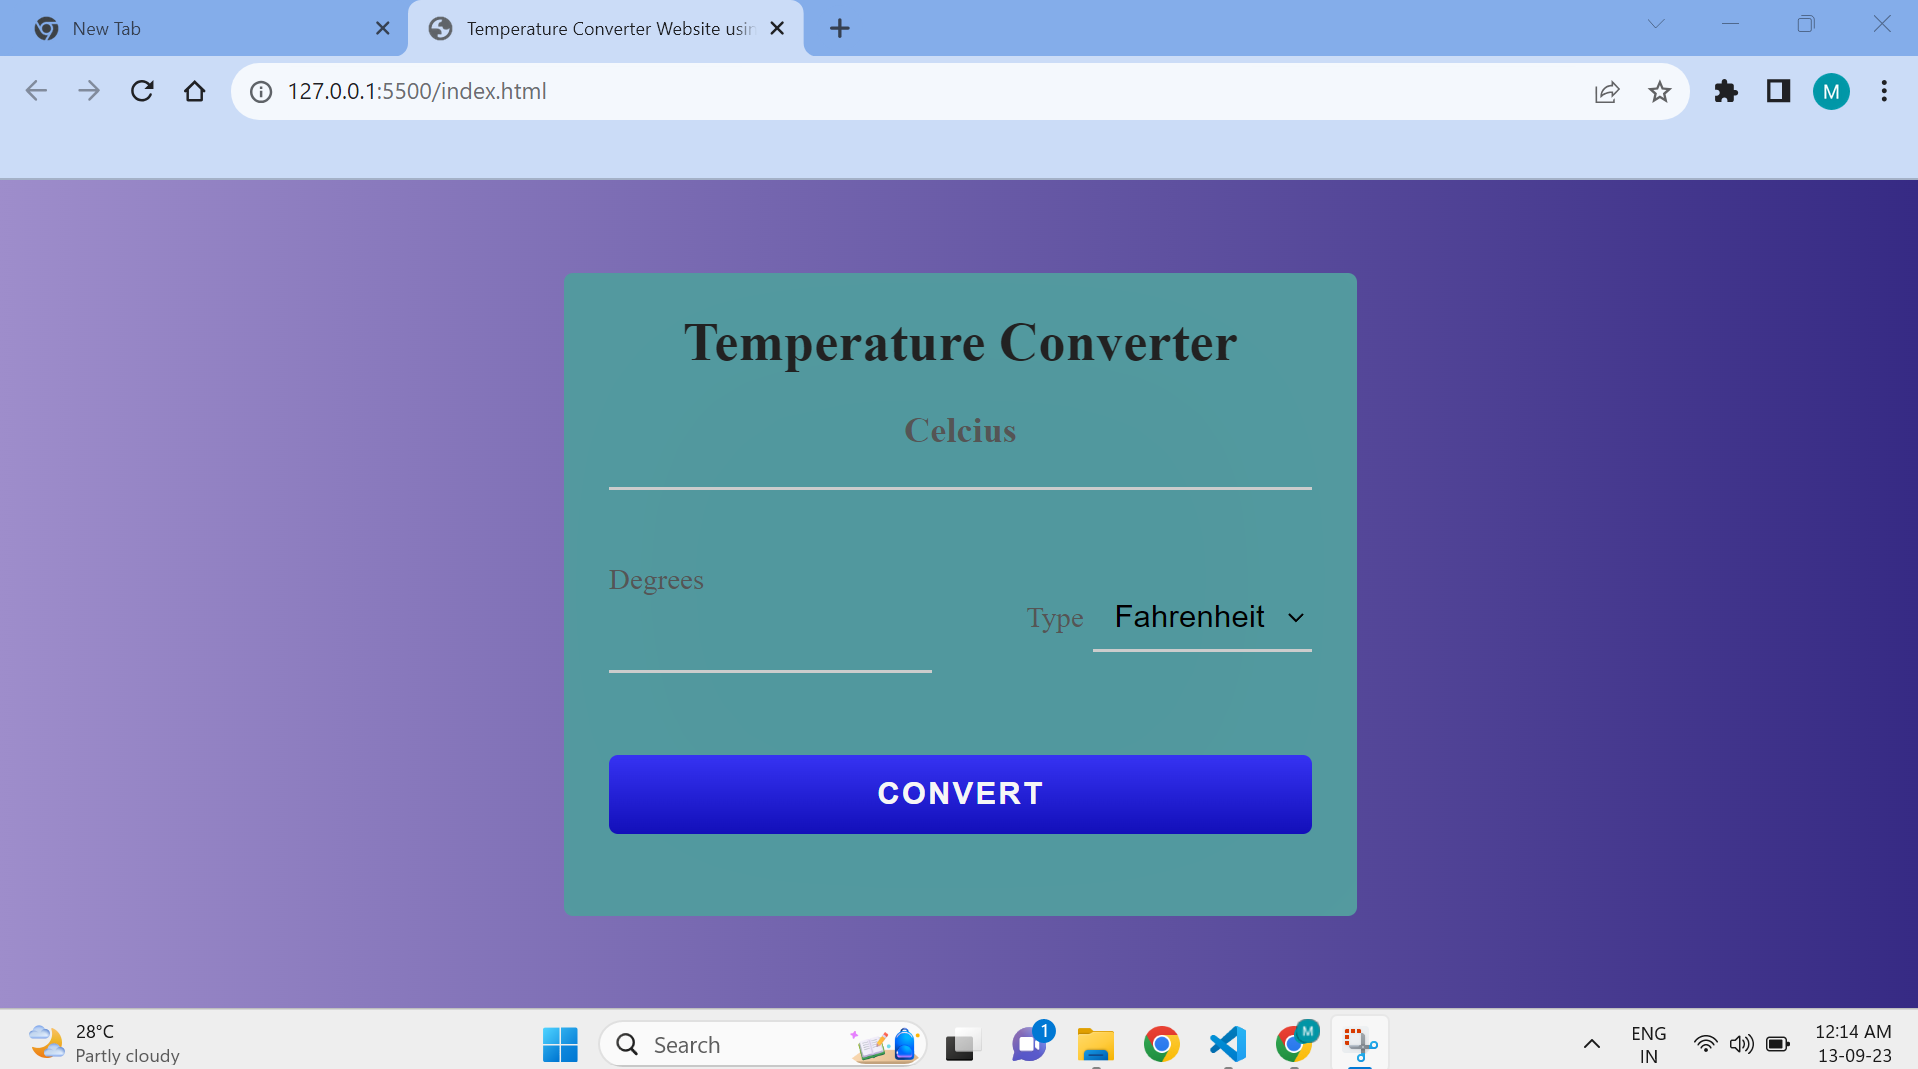 New Tab
Temperature Converter Website usin
127.0.0.1:5500/index.html
M
Temperature Converter
Celcius
Degrees
Type Fahrenheit
CONVERT
28°C
Partly cloudy
Search
1
M
ENG
IN
12:14 AM
13-09-23